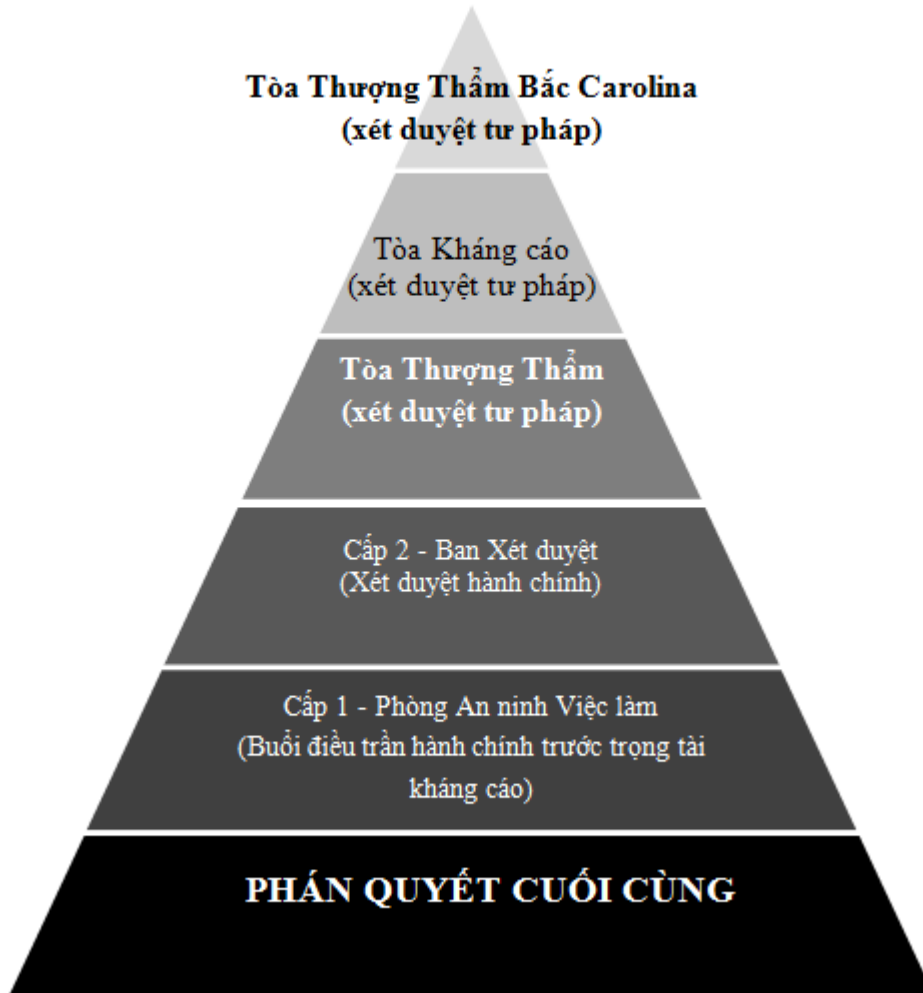 Tòa Thượng Thẩm Bắc Carolina
(xét duyệt tư pháp)
Tòa Kháng cáo
(xét duyệt tư pháp)
Tòa Thượng Thẩm
(xét duyệt tư pháp)
Cấp 2 - Ban Xét duyệt
(Xét duyệt hành chính)
Cấp 1 - Phòng An ninh Việc làm
(Buổi điều trần hành chính trước trọng tài
kháng cáo)
PHÁN QUYẾT CUỐI CÙNG